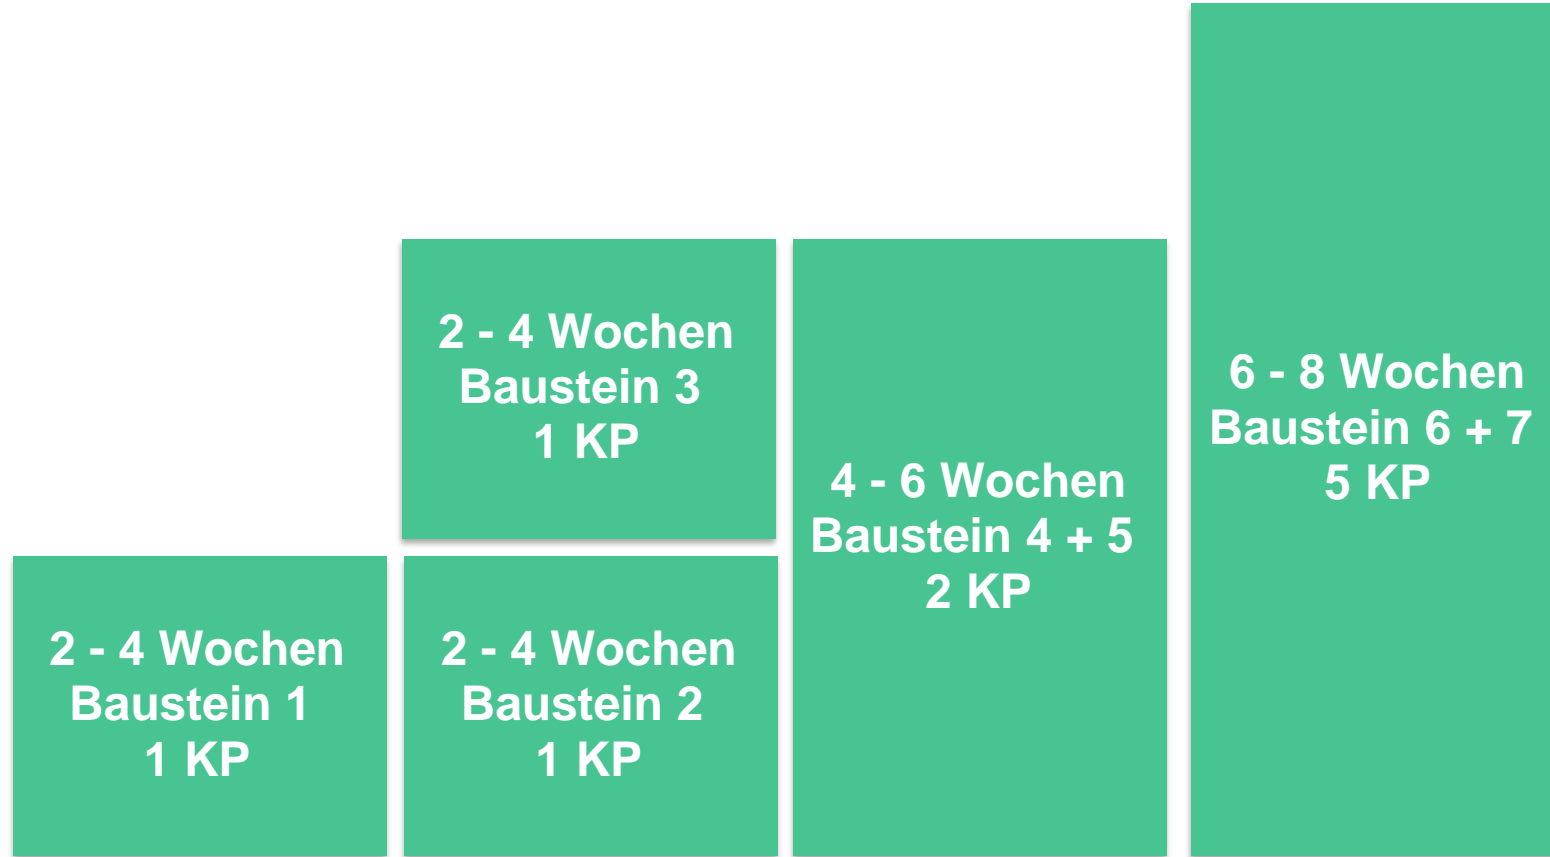 2 - 4 Wochen
Baustein 1
1 KP
2 - 4 Wochen
Baustein 3
1 KP
2 - 4 Wochen
Baustein 2
1 KP
4 - 6 Wochen
Baustein 4 + 5
2 KP
6 - 8 Wochen
Baustein 6 + 7
5 KP